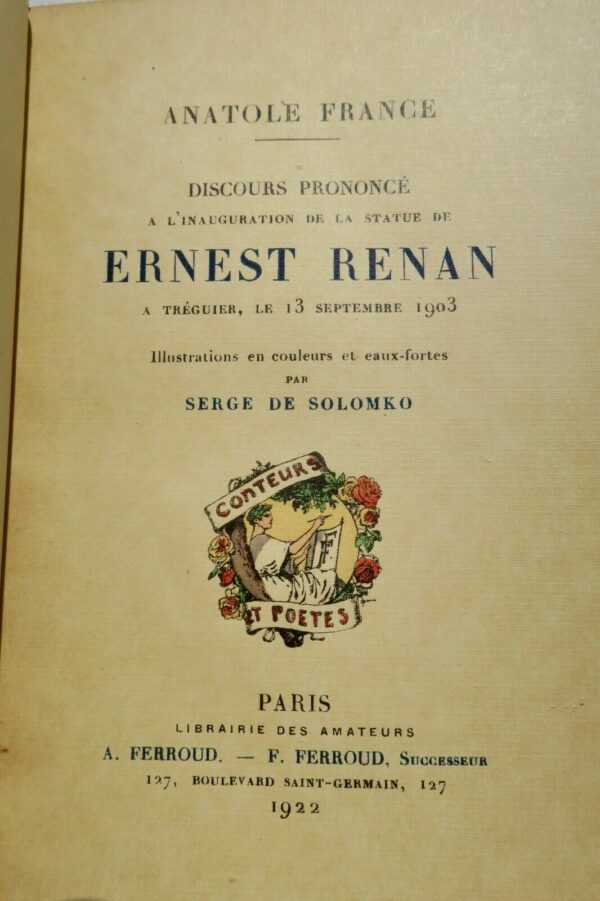 ANATOLE FRANCE
DISCOURS PRONONCÉ
A L'INAUGURATION DE LA STATUE DE
ERNEST RENAN
A TRÉGUIER, LE 13 SEPTEMBRE 1903
Illustrations en couleurs et eaux-fortes
PAR
SERGE DE SOLOMKO
CONTEURS
ET POETES
PARIS
LIBRAIRIE DES AMATEURS
A. FERROUD. — F. FERROUD, SUCCESSEUR
127, BOULEVARD SAINT-GERMAIN, 127
1922